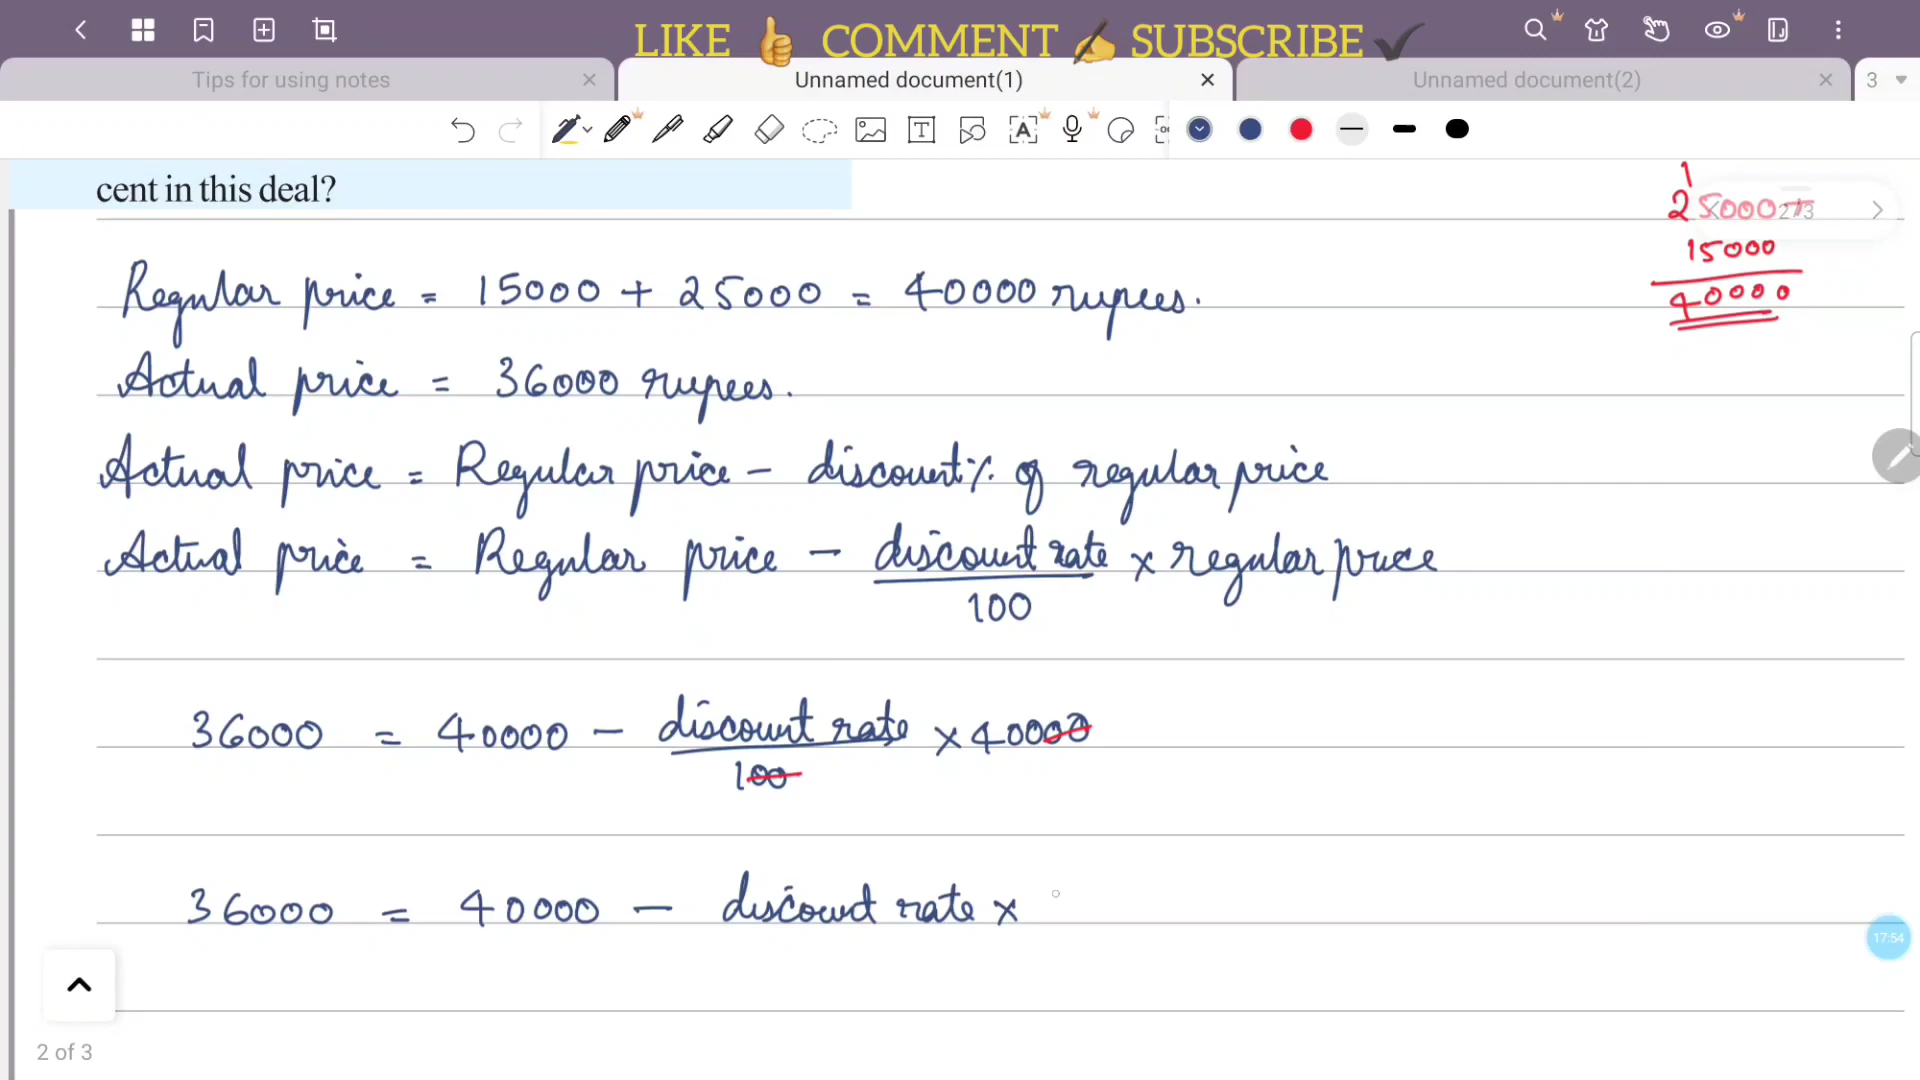 LIKE 👍 COMMENT ✍ SUBSCRIBE ✔
Tips for using notes
Unnamed document(1)
Unnamed document(2)
3
cent in this deal?
1
25000+
15000
40000
2/3
Regular price = 15000 + 25000 = 40000 rupees.
Actual price = 36000 rupees.
Actual price = Regular price - discount% of regular price
Actual price = Regular price - discount rate/100 × regular price
36000 = 40000 - discount rate/100 × 40000
36000 = 40000 - discount rate ×
17:54
2 of 3